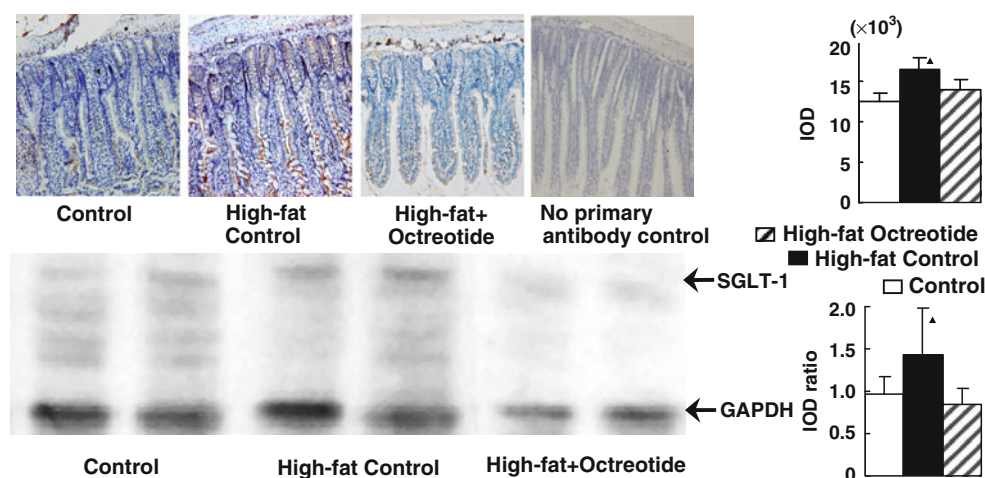 Control
High-fat
Control
High-fat+
Octreotide
No primary
antibody control
(×10³)
20
15
10
5
0
IOD
High-fat Octreotide
High-fat Control
Control
SGLT-1
GAPDH
Control
High-fat Control
High-fat+Octreotide
2.0
1.5
1.0
0.5
0
IOD ratio